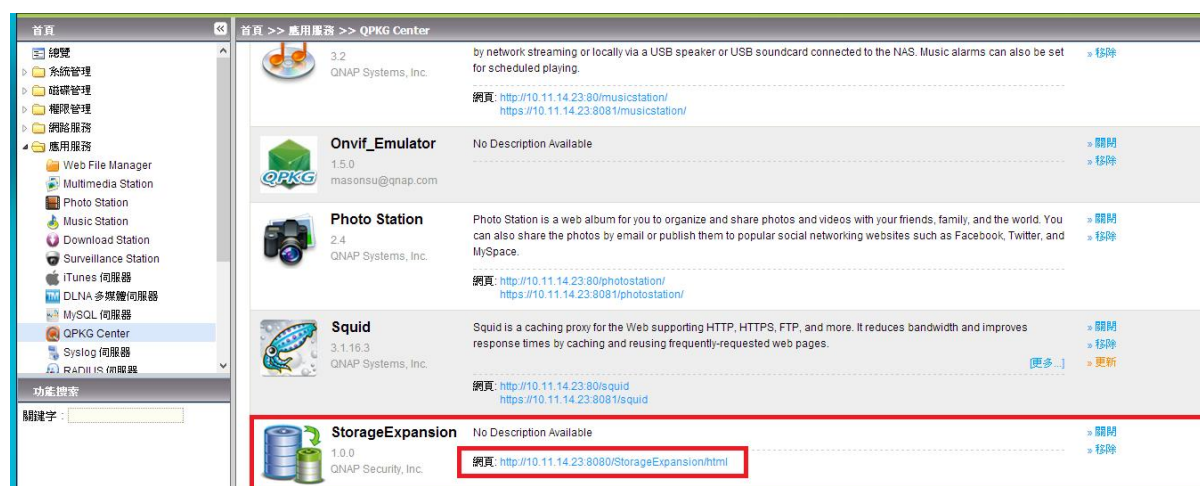 首頁
總覽
系統管理
磁碟管理
權限管理
網路服務
應用服務
Web File Manager
Multimedia Station
Photo Station
Music Station
Download Station
Surveillance Station
iTunes 伺服器
DLNA 多媒體伺服器
MySQL 伺服器
QPKG Center
Syslog 伺服器
RADIUS 伺服器
功能搜索
關鍵字 :
首頁 >> 應用服務 >> QPKG Center
3.2
QNAP Systems, Inc.
by network streaming or locally via a USB speaker or USB soundcard connected to the NAS. Music alarms can also be set
for scheduled playing.
網頁: http://10.11.14.23:80/musicstation/
https://10.11.14.23:8081/musicstation/
» 移除
QPKG
Onvif_Emulator
1.5.0
masonsu@qnap.com
No Description Available
» 關閉
» 移除
Photo Station
2.4
QNAP Systems, Inc.
Photo Station is a web album for you to organize and share photos and videos with your friends, family, and the world. You
can also share the photos by email or publish them to popular social networking websites such as Facebook, Twitter, and
MySpace.
網頁: http://10.11.14.23:80/photostation/
https://10.11.14.23:8081/photostation/
» 關閉
» 移除
Squid
3.1.16.3
QNAP Systems, Inc.
Squid is a caching proxy for the Web supporting HTTP, HTTPS, FTP, and more. It reduces bandwidth and improves
response times by caching and reusing frequently-requested web pages.
[更多...]
網頁: http://10.11.14.23:80/squid
https://10.11.14.23:8081/squid
» 關閉
» 移除
» 更新
StorageExpansion
1.0.0
QNAP Security, Inc.
No Description Available
網頁: http://10.11.14.23:8080/StorageExpansion/html
» 關閉
» 移除